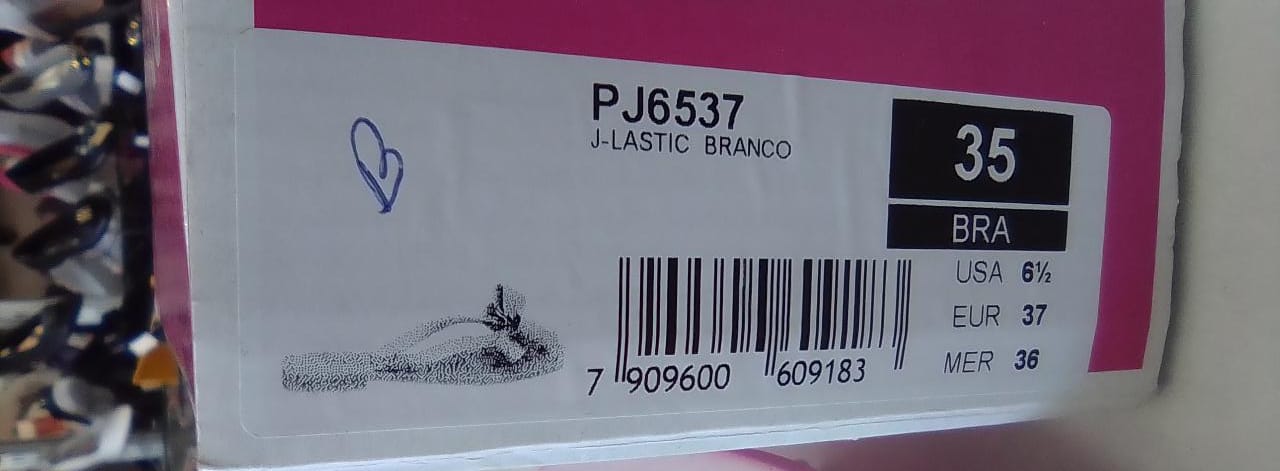 PJ6537
J-LASTIC BRANCO
35
BRA
USA 6½
EUR 37
MER 36
7 909600 609183